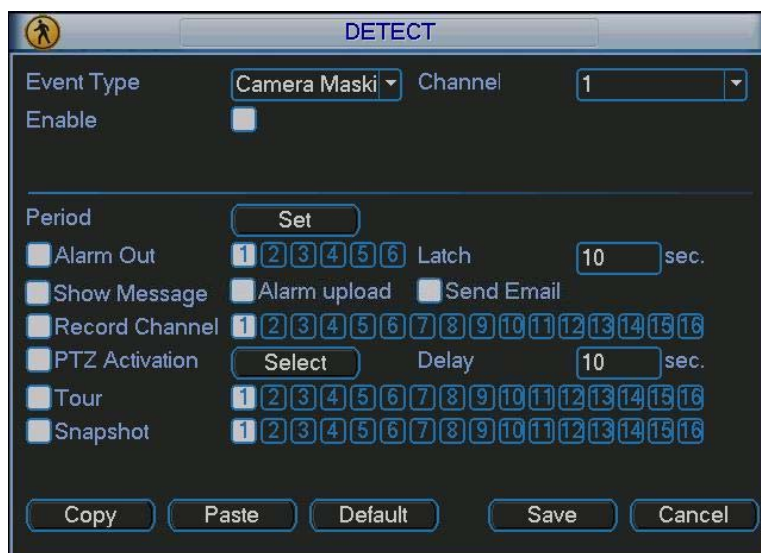 DETECT
Event Type Camera Maski Channel 1
Enable
Period Set
Alarm Out 1 2 3 4 5 6 Latch 10 sec.
Show Message Alarm upload Send Email
Record Channel 1 2 3 4 5 6 7 8 9 10 11 12 13 14 15 16
PTZ Activation Select Delay 10 sec.
Tour 1 2 3 4 5 6 7 8 9 10 11 12 13 14 15 16
Snapshot 1 2 3 4 5 6 7 8 9 10 11 12 13 14 15 16
Copy Paste Default Save Cancel